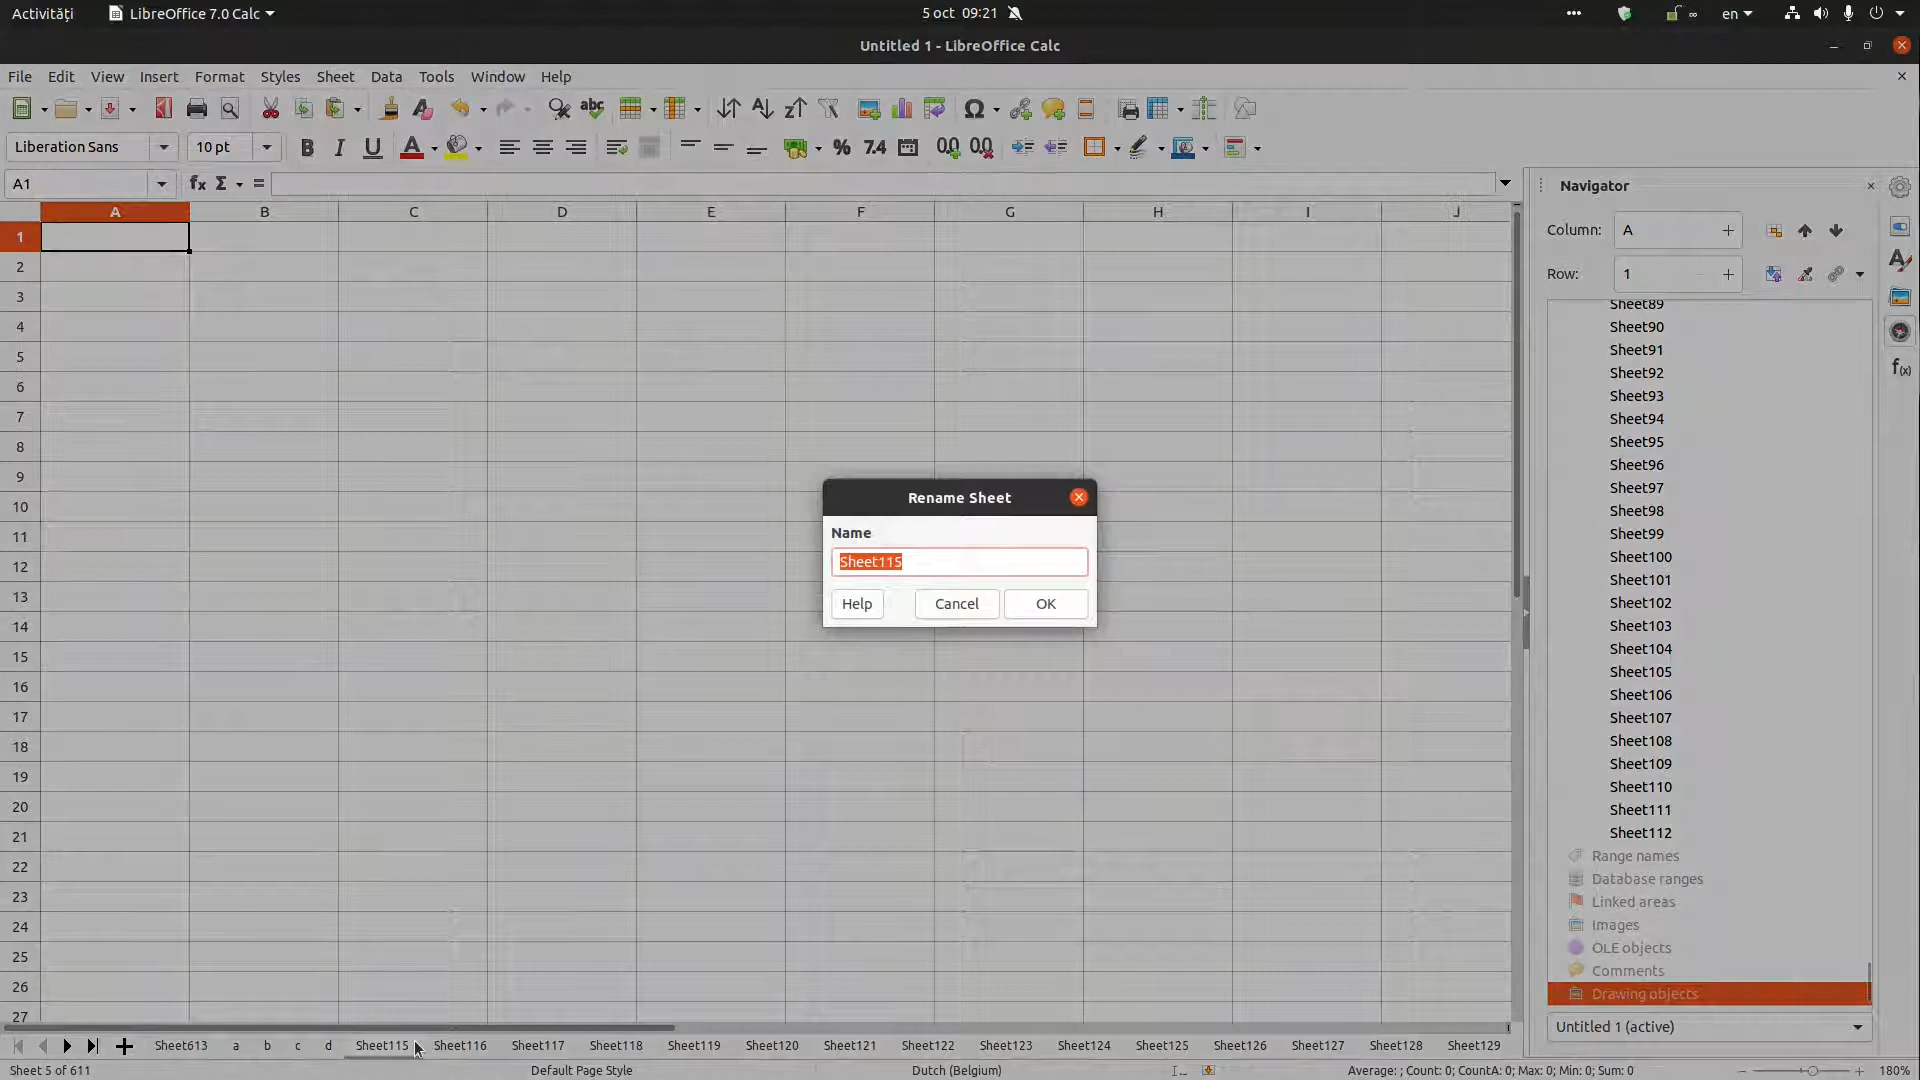 Activități LibreOffice 7.0 Calc 5 oct 09:21 en
Untitled 1 - LibreOffice Calc
File Edit View Insert Format Styles Sheet Data Tools Window Help
Liberation Sans 10 pt
A1
A B C D E F G H I J
1
2
3
4
5
6
7
8
9
10
11
12
13
14
15
16
17
18
19
20
21
22
23
24
25
26
27
Rename Sheet
Name
Sheet115
Help Cancel OK
Navigator
Column: A
Row: 1
Sheet89
Sheet90
Sheet91
Sheet92
Sheet93
Sheet94
Sheet95
Sheet96
Sheet97
Sheet98
Sheet99
Sheet100
Sheet101
Sheet102
Sheet103
Sheet104
Sheet105
Sheet106
Sheet107
Sheet108
Sheet109
Sheet110
Sheet111
Sheet112
Range names
Database ranges
Linked areas
Images
OLE objects
Comments
Drawing objects
Untitled 1 (active)
Sheet613 a b c d Sheet115 Sheet116 Sheet117 Sheet118 Sheet119 Sheet120 Sheet121 Sheet122 Sheet123 Sheet124 Sheet125 Sheet126 Sheet127 Sheet128 Sheet129
Sheet 5 of 611 Default Page Style Dutch (Belgium) Average: ; Count: 0; CountA: 0; Max: 0; Min: 0; Sum: 0 180%